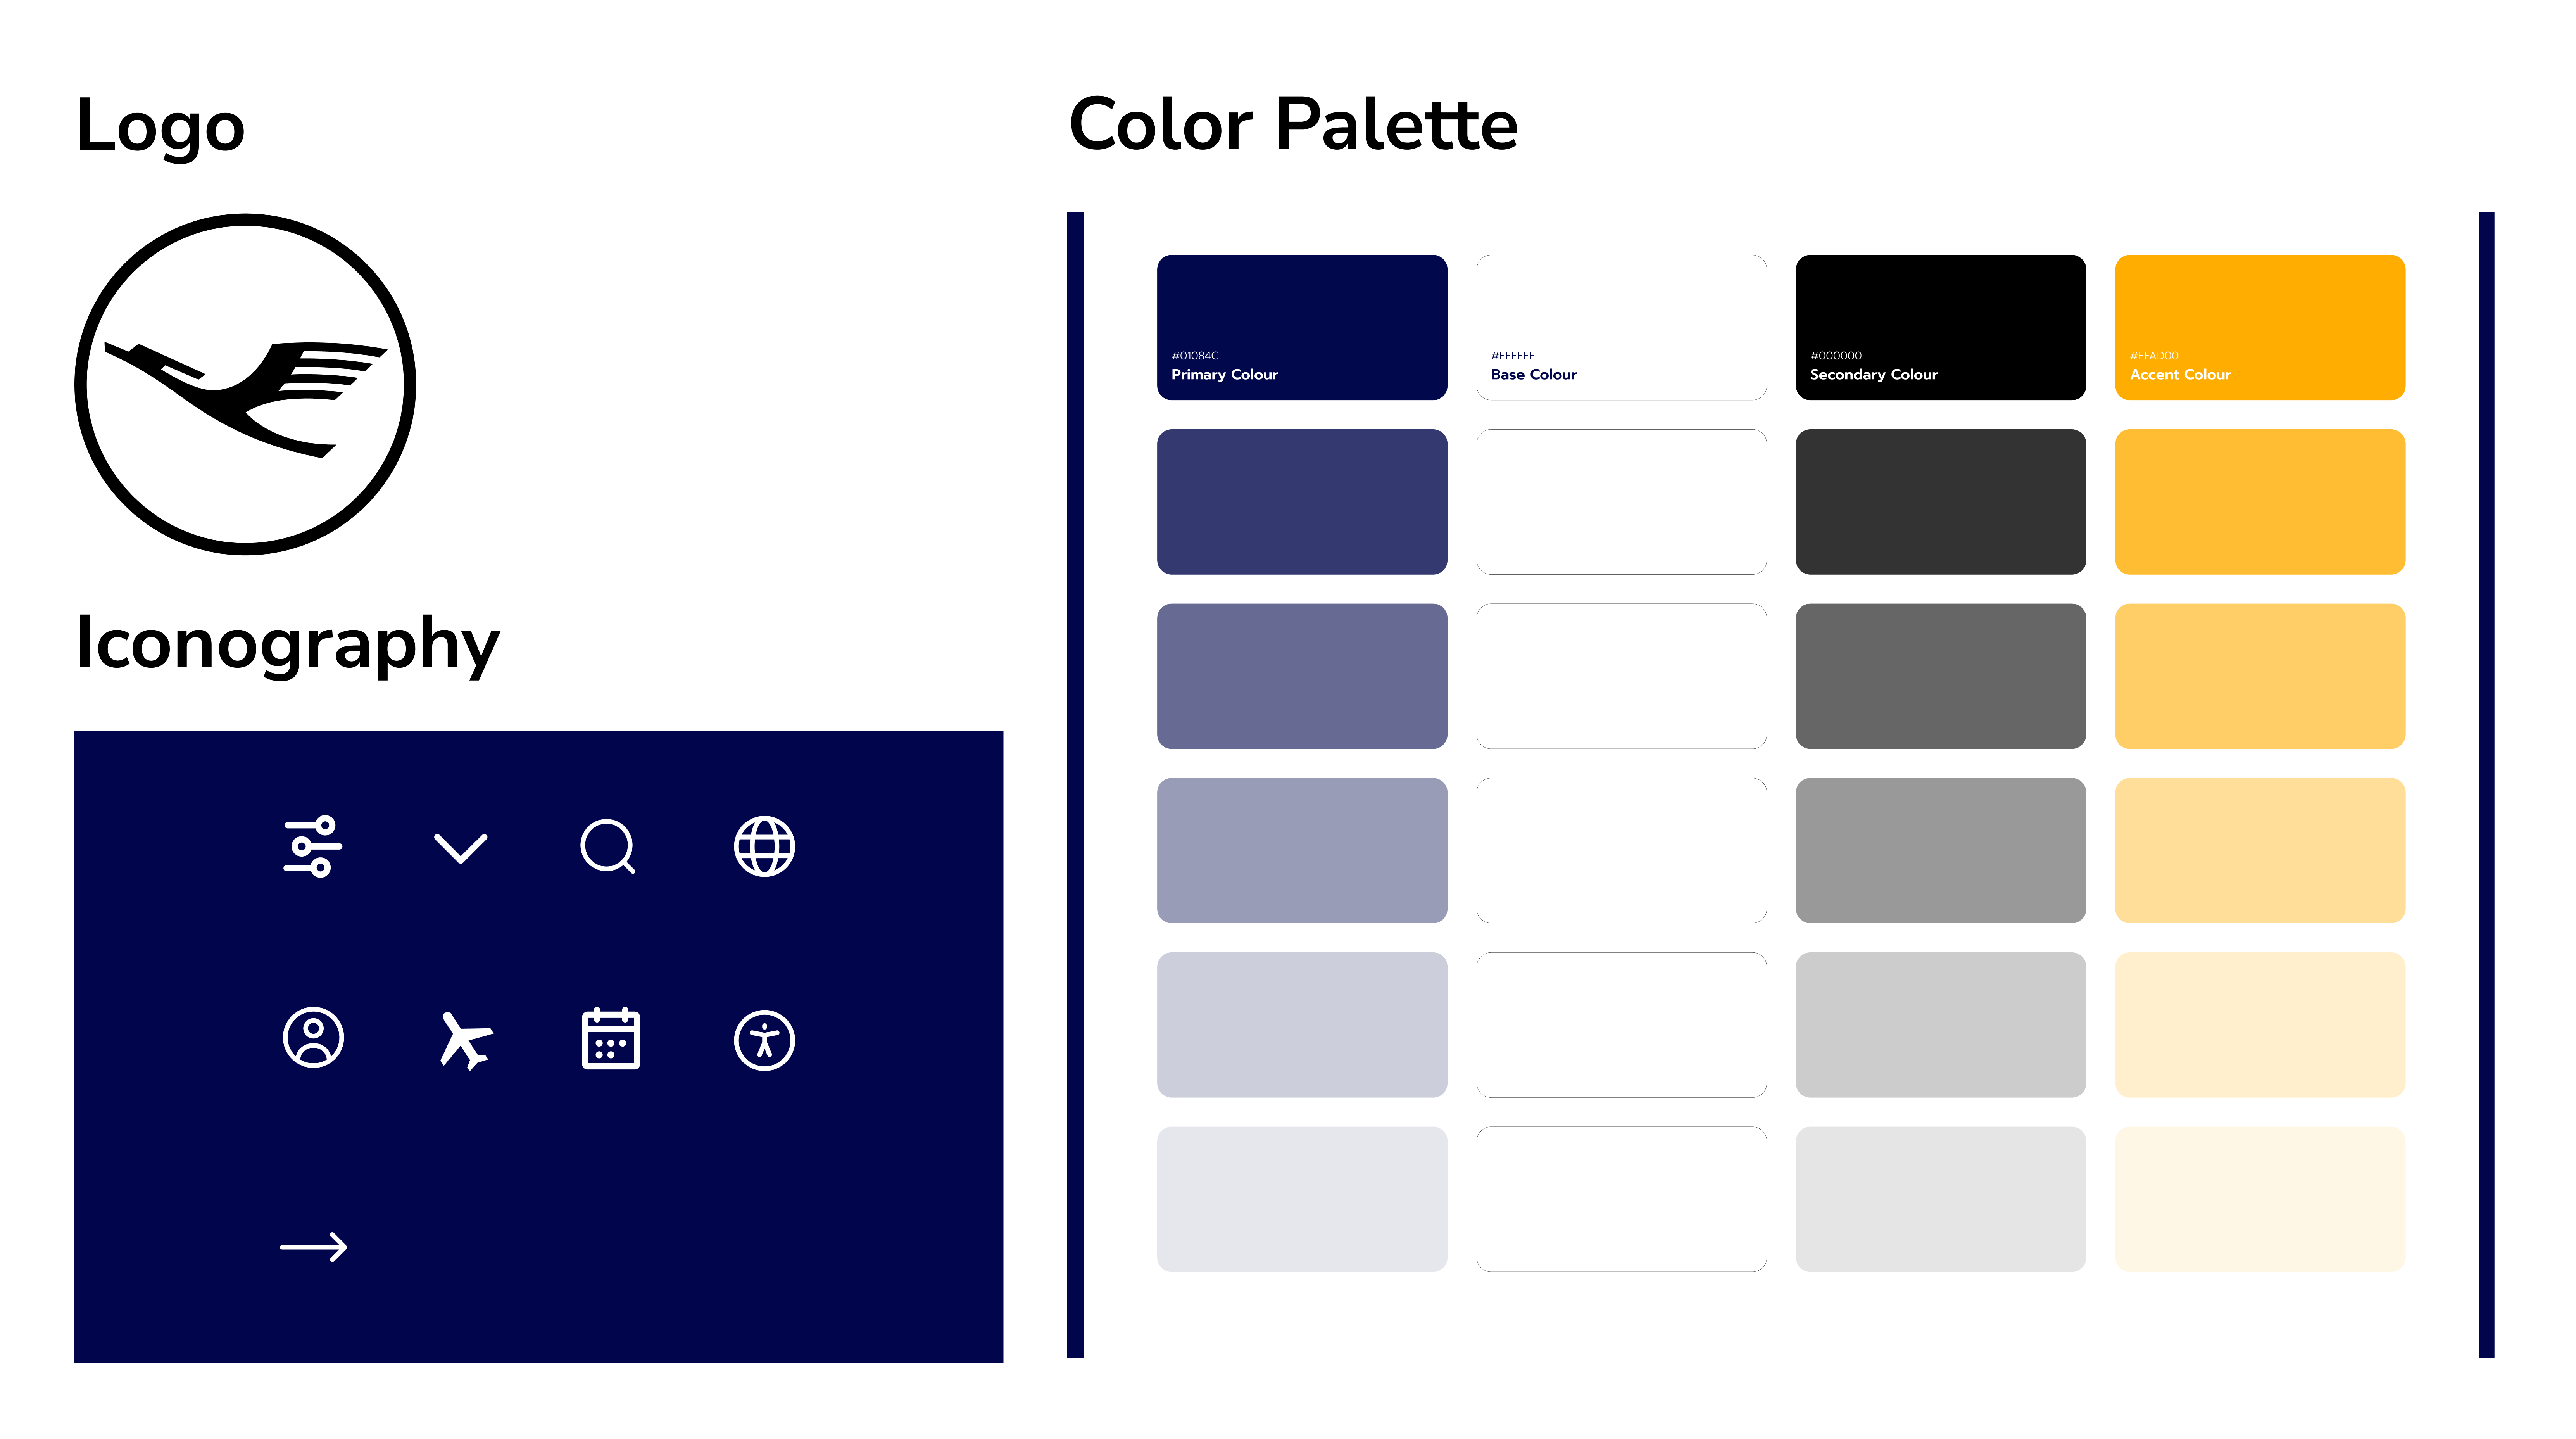 Logo
Iconography
Color Palette
#01084C
Primary Colour
#FFFFFF
Base Colour
#000000
Secondary Colour
#FFAD00
Accent Colour